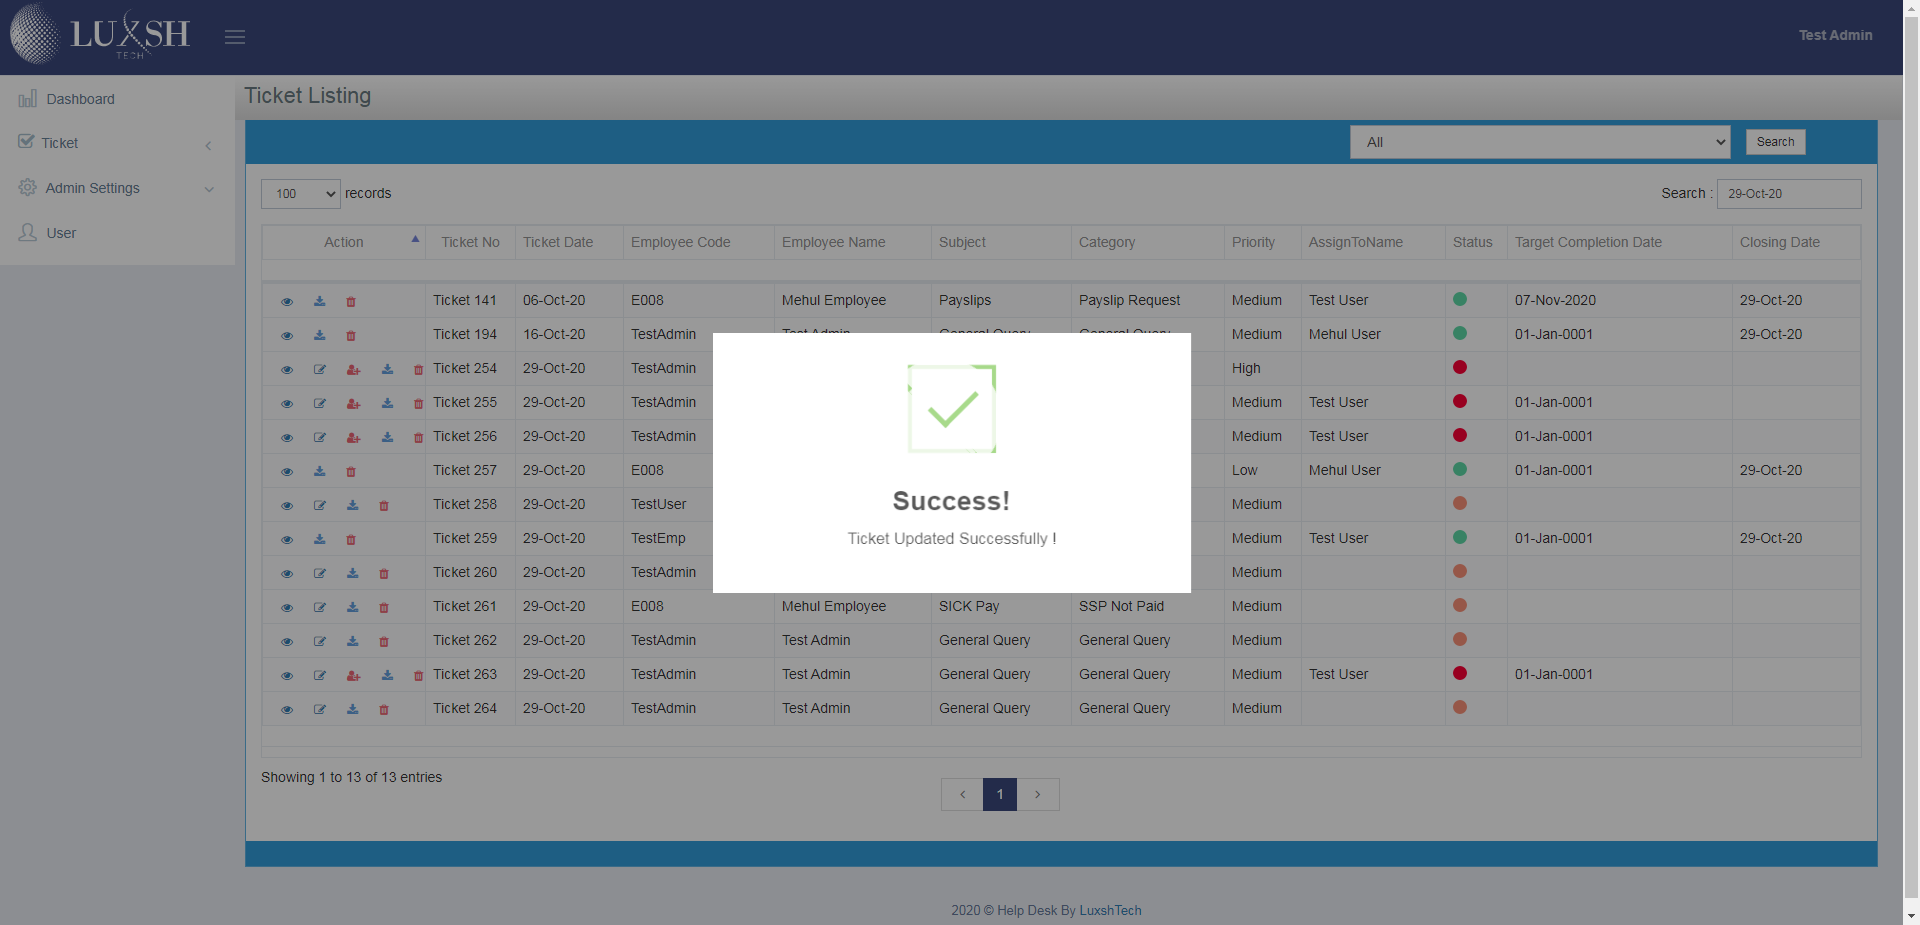 LUXSH
TECH
Test Admin
Dashboard
Ticket
Admin Settings
User
Ticket Listing
All Search
100 records Search : 29-Oct-20
Action Ticket No Ticket Date Employee Code Employee Name Subject Category Priority AssignToName Status Target Completion Date Closing Date
Ticket 141 06-Oct-20 E008 Mehul Employee Payslips Payslip Request Medium Test User 07-Nov-2020 29-Oct-20
Ticket 194 16-Oct-20 TestAdmin Test Admin General Query General Query Medium Mehul User 01-Jan-0001 29-Oct-20
Ticket 254 29-Oct-20 TestAdmin High
Ticket 255 29-Oct-20 TestAdmin Medium Test User 01-Jan-0001
Ticket 256 29-Oct-20 TestAdmin Medium Test User 01-Jan-0001
Ticket 257 29-Oct-20 E008 Low Mehul User 01-Jan-0001 29-Oct-20
Ticket 258 29-Oct-20 TestUser Medium
Ticket 259 29-Oct-20 TestEmp Medium Test User 01-Jan-0001 29-Oct-20
Ticket 260 29-Oct-20 TestAdmin Medium
Ticket 261 29-Oct-20 E008 Mehul Employee SICK Pay SSP Not Paid Medium
Ticket 262 29-Oct-20 TestAdmin Test Admin General Query General Query Medium
Ticket 263 29-Oct-20 TestAdmin Test Admin General Query General Query Medium Test User 01-Jan-0001
Ticket 264 29-Oct-20 TestAdmin Test Admin General Query General Query Medium
Success!
Ticket Updated Successfully !
Showing 1 to 13 of 13 entries
< 1 >
2020 © Help Desk By LuxshTech